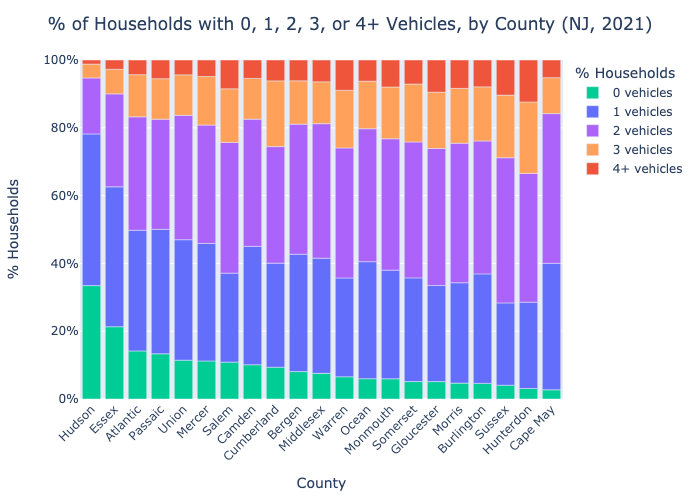 % of Households with 0, 1, 2, 3, or 4+ Vehicles, by County (NJ, 2021)
% Households
0 vehicles
1 vehicles
2 vehicles
3 vehicles
4+ vehicles
100%
80%
60%
40%
20%
0%
% Households
Hudson
Essex
Atlantic
Passaic
Union
Mercer
Salem
Camden
Cumberland
Bergen
Middlesex
Warren
Ocean
Monmouth
Somerset
Gloucester
Morris
Burlington
Sussex
Hunterdon
Cape May
County